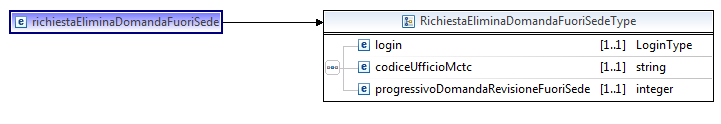 e richiestaEliminaDomandaFuoriSede
RichiestaEliminaDomandaFuoriSedeType
e login [1..1] LoginType
e codiceUfficioMctc [1..1] string
e progressivoDomandaRevisioneFuoriSede [1..1] integer